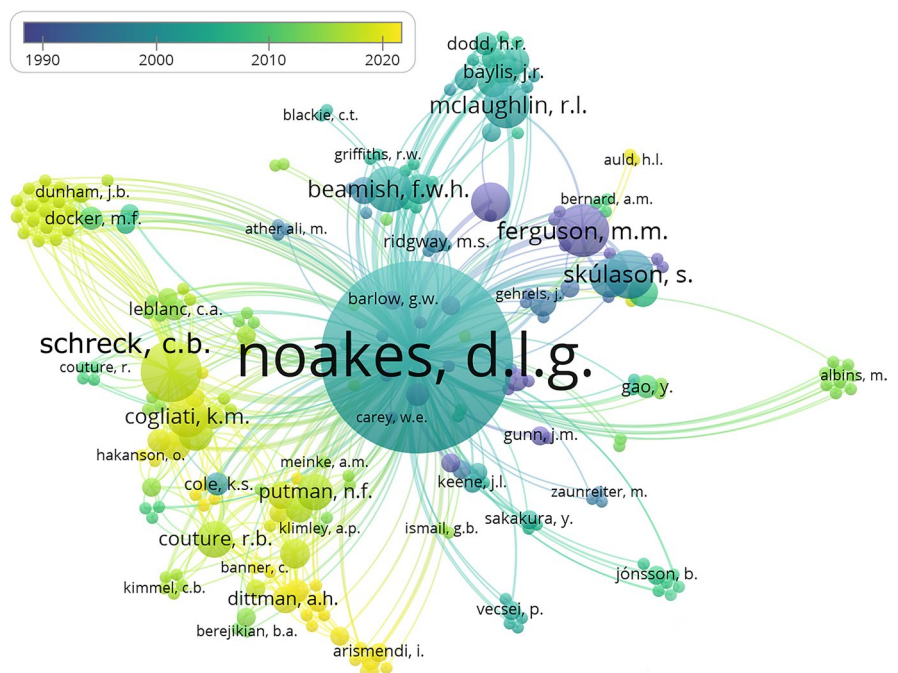 1990 2000 2010 2020
dodd, h.r.
baylis, j.r.
mclaughlin, r.l.
blackie, c.t.
griffiths, r.w.
auld, h.l.
dunham, j.b.
beamish, f.w.h.
bernard, a.m.
docker, m.f.
ather ali, m.
ridgway, m.s.
ferguson, m.m.
skúlason, s.
gehrels, j.
barlow, g.w.
leblanc, c.a.
schreck, c.b.
noakes, d.l.g.
couture, r.
albins, m.
gao, y.
cogliati, k.m.
carey, w.e.
gunn, j.m.
hakanson, o.
meinke, a.m.
cole, k.s.
putman, n.f.
keene, j.l.
zaunreiter, m.
sakakura, y.
klimley, a.p.
ismail, g.b.
couture, r.b.
banner, c.
jónsson, b.
kimmel, c.b.
dittman, a.h.
vecsei, p.
berejikian, b.a.
arismendi, i.